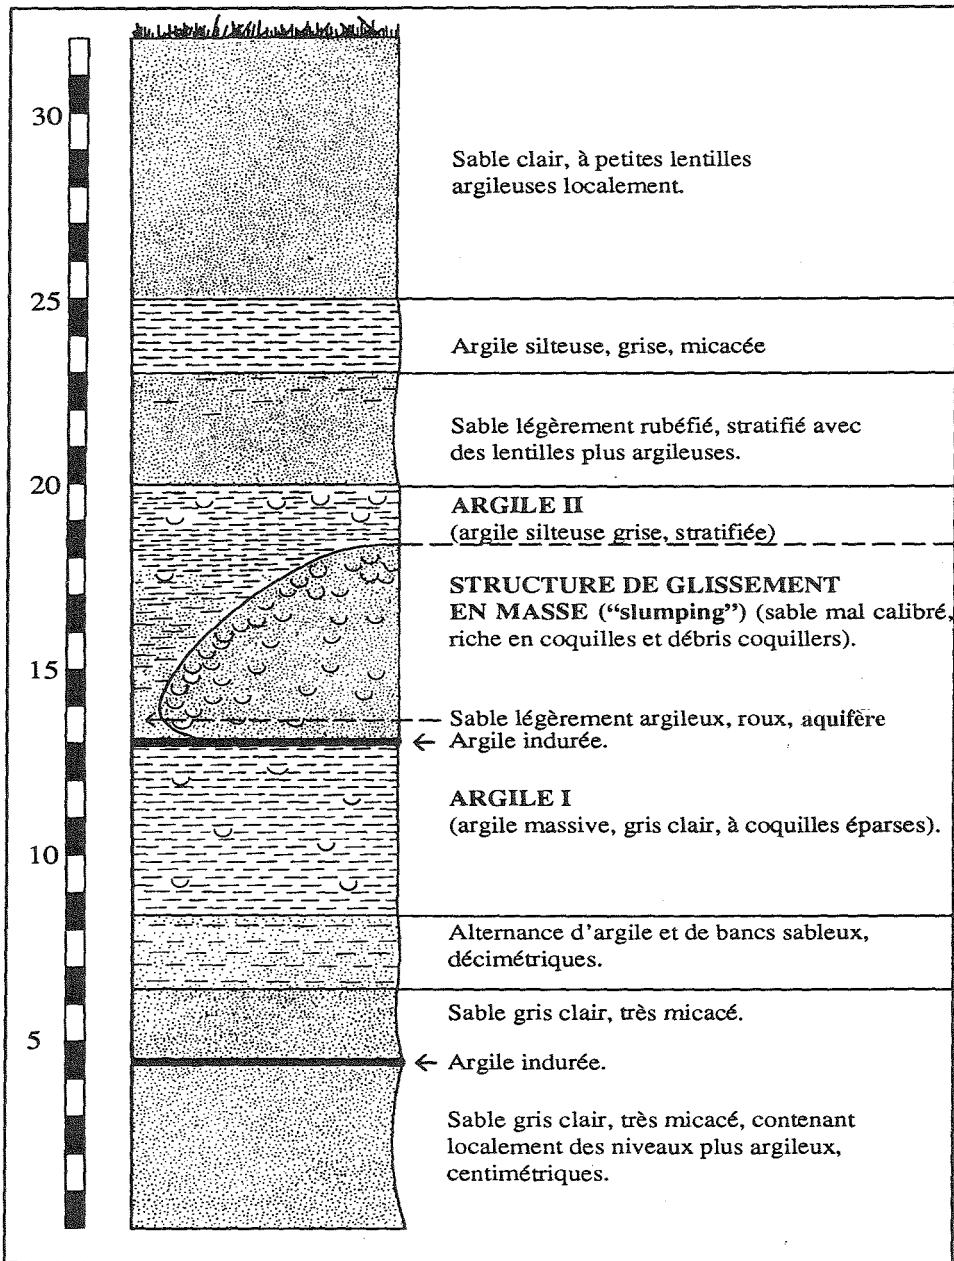 30
Sable clair, à petites lentilles
argileuses localement.
25
Argile silteuse, grise, micacée
Sable légèrement rubéfié, stratifié avec
des lentilles plus argileuses.
20
ARGILE II
(argile silteuse grise, stratifiée)
STRUCTURE DE GLISSEMENT
EN MASSE (“slumping”) (sable mal calibré,
riche en coquilles et débris coquillers).
15
Sable légèrement argileux, roux, aquifère
Argile indurée.
ARGILE I
(argile massive, gris clair, à coquilles éparses).
10
Alternance d’argile et de bancs sableux,
décimétriques.
Sable gris clair, très micacé.
5
Argile indurée.
Sable gris clair, très micacé, contenant
localement des niveaux plus argileux,
centimétriques.